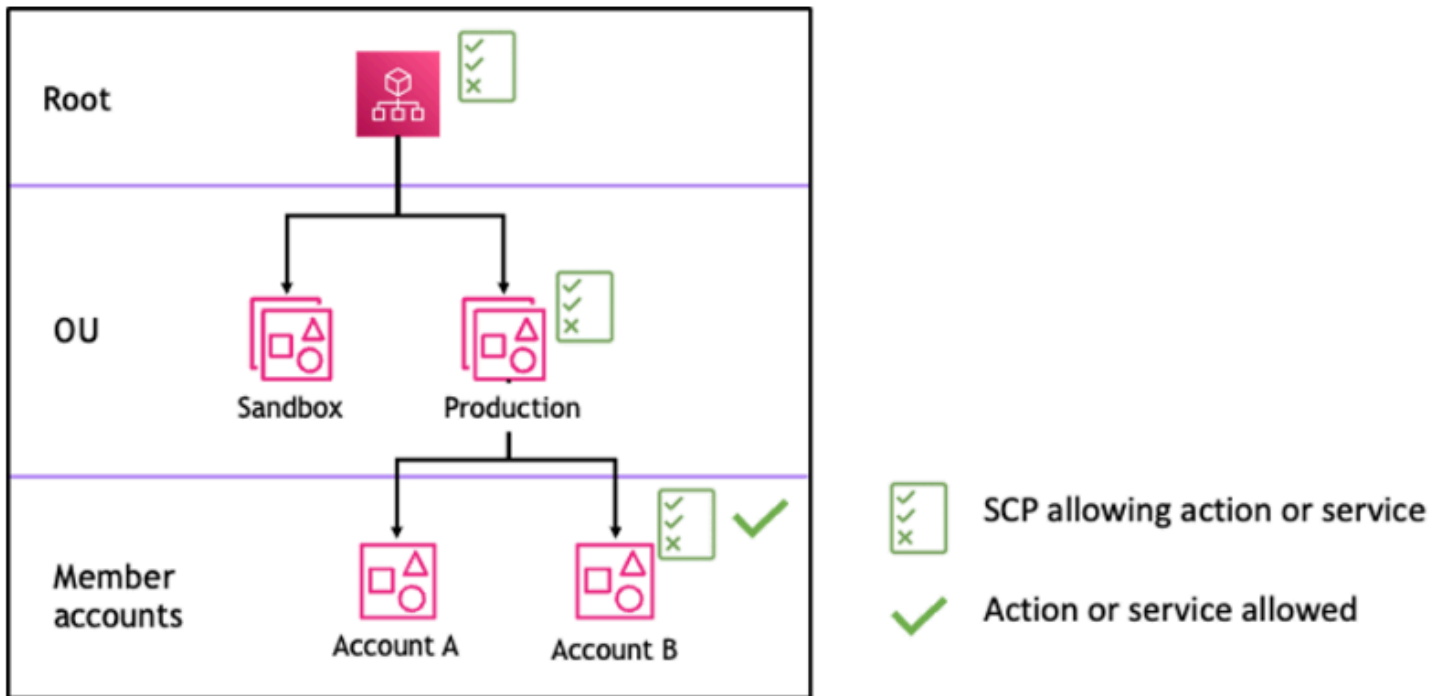 Root
OU
Sandbox
Production
Member
accounts
Account A
Account B
SCP allowing action or service
Action or service allowed